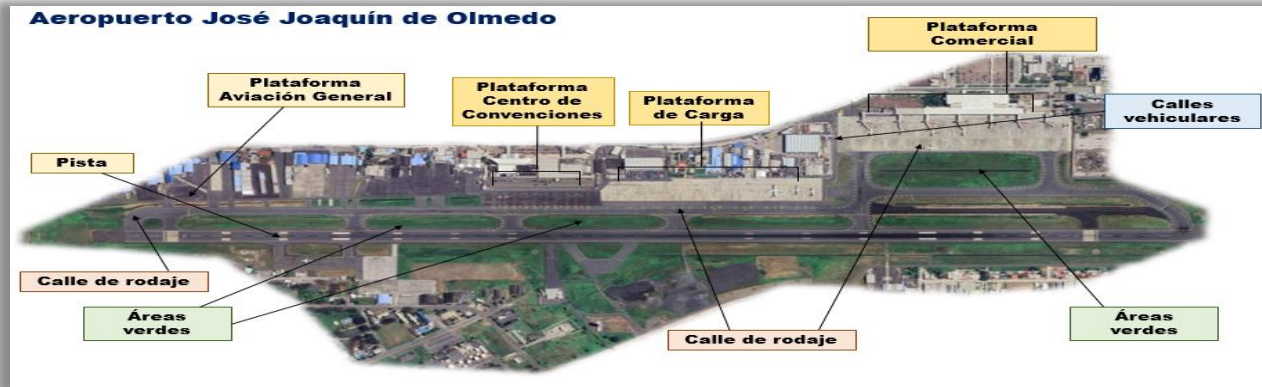 Aeropuerto José Joaquín de Olmedo
Plataforma
Comercial
Plataforma
Aviación General
Plataforma
Centro de
Convenciones
Plataforma
de Carga
Calles
vehiculares
Pista
Calle de rodaje
Áreas
verdes
Calle de rodaje
Áreas
verdes